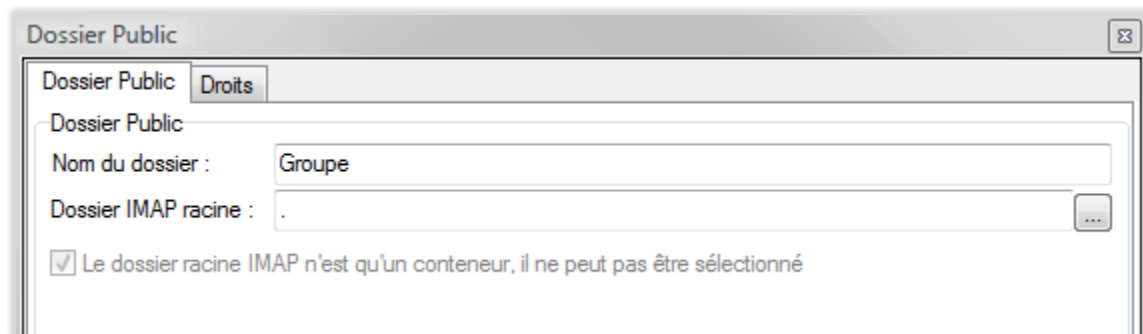 Dossier Public
Dossier Public Droits
Dossier Public
Nom du dossier : Groupe
Dossier IMAP racine : . ...
Le dossier racine IMAP n'est qu'un conteneur, il ne peut pas être sélectionné